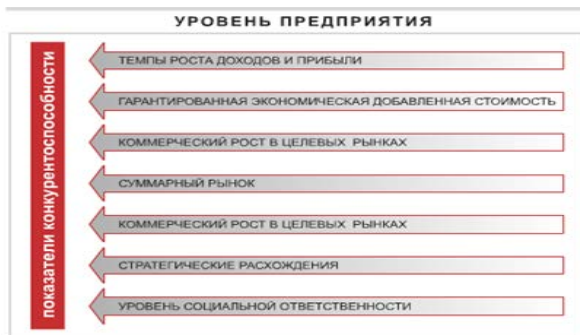 УРОВЕНЬ ПРЕДПРИЯТИЯ
показатели конкурентоспособности
ТЕМПЫ РОСТА ДОХОДОВ И ПРИБЫЛИ
ГАРАНТИРОВАННАЯ ЭКОНОМИЧЕСКАЯ ДОБАВЛЕННАЯ СТОИМОСТЬ
КОММЕРЧЕСКИЙ РОСТ В ЦЕЛЕВЫХ РЫНКАХ
СУММАРНЫЙ РЫНОК
КОММЕРЧЕСКИЙ РОСТ В ЦЕЛЕВЫХ РЫНКАХ
СТРАТЕГИЧЕСКИЕ РАСХОЖДЕНИЯ
УРОВЕНЬ СОЦИАЛЬНОЙ ОТВЕТСТВЕННОСТИ